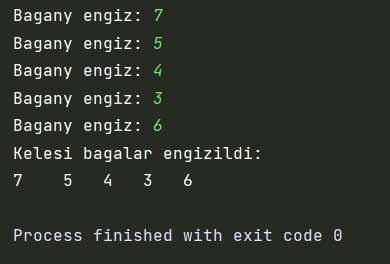 Bagany engiz: 7
Bagany engiz: 5
Bagany engiz: 4
Bagany engiz: 3
Bagany engiz: 6
Kelesi bagalar engizildi:
7    5   4   3   6
Process finished with exit code 0